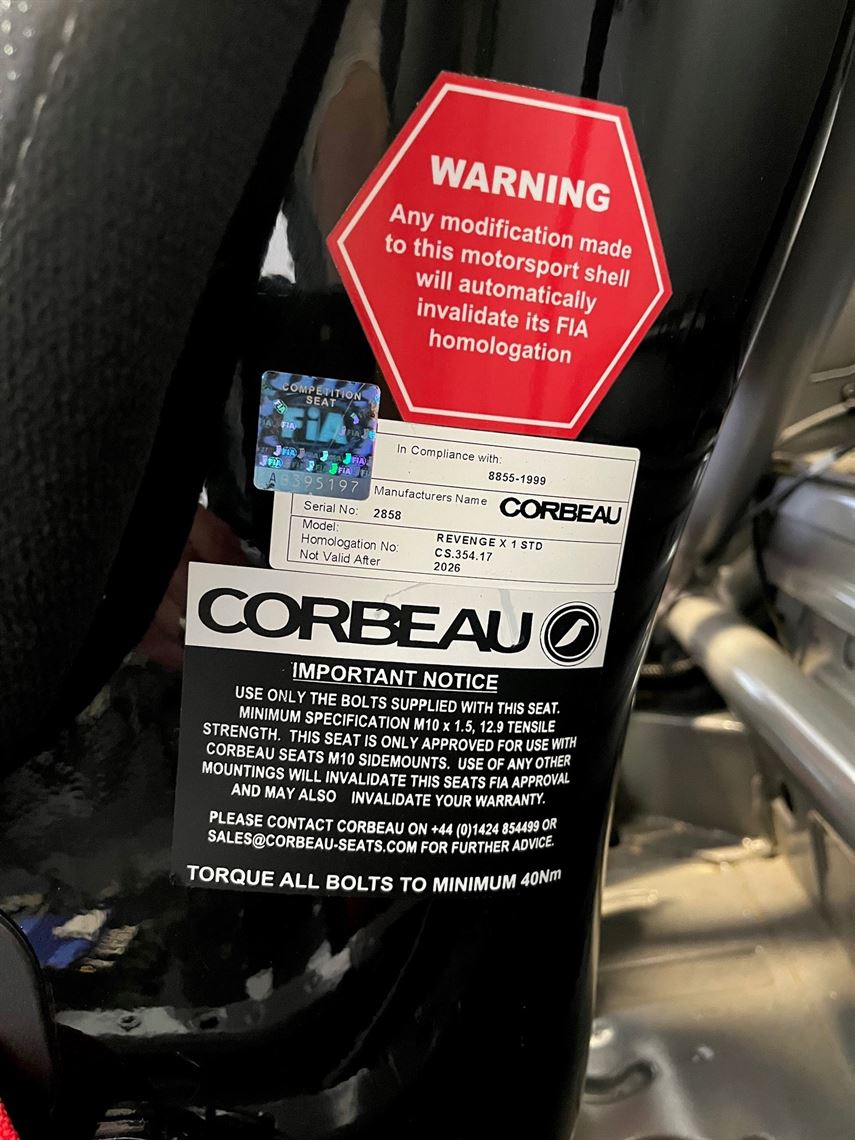 WARNING
Any modification made
to this motorsport shell
will automatically
invalidate its FIA
homologation
COMPETITION
SEAT
FIA
In Compliance with:
8855-1999
Manufacturers Name CORBEAU
Serial No: 2858
Model: REVENGE X 1 STD
Homologation No: CS.354.17
Not Valid After 2026
CORBEAU
IMPORTANT NOTICE
USE ONLY THE BOLTS SUPPLIED WITH THIS SEAT.
MINIMUM SPECIFICATION M10 x 1.5, 12.9 TENSILE
STRENGTH. THIS SEAT IS ONLY APPROVED FOR USE WITH
CORBEAU SEATS M10 SIDEMOUNTS. USE OF ANY OTHER
MOUNTINGS WILL INVALIDATE THIS SEATS FIA APPROVAL
AND MAY ALSO INVALIDATE YOUR WARRANTY.
PLEASE CONTACT CORBEAU ON +44 (0)1424 854499 OR
SALES@CORBEAU-SEATS.COM FOR FURTHER ADVICE.
TORQUE ALL BOLTS TO MINIMUM 40Nm